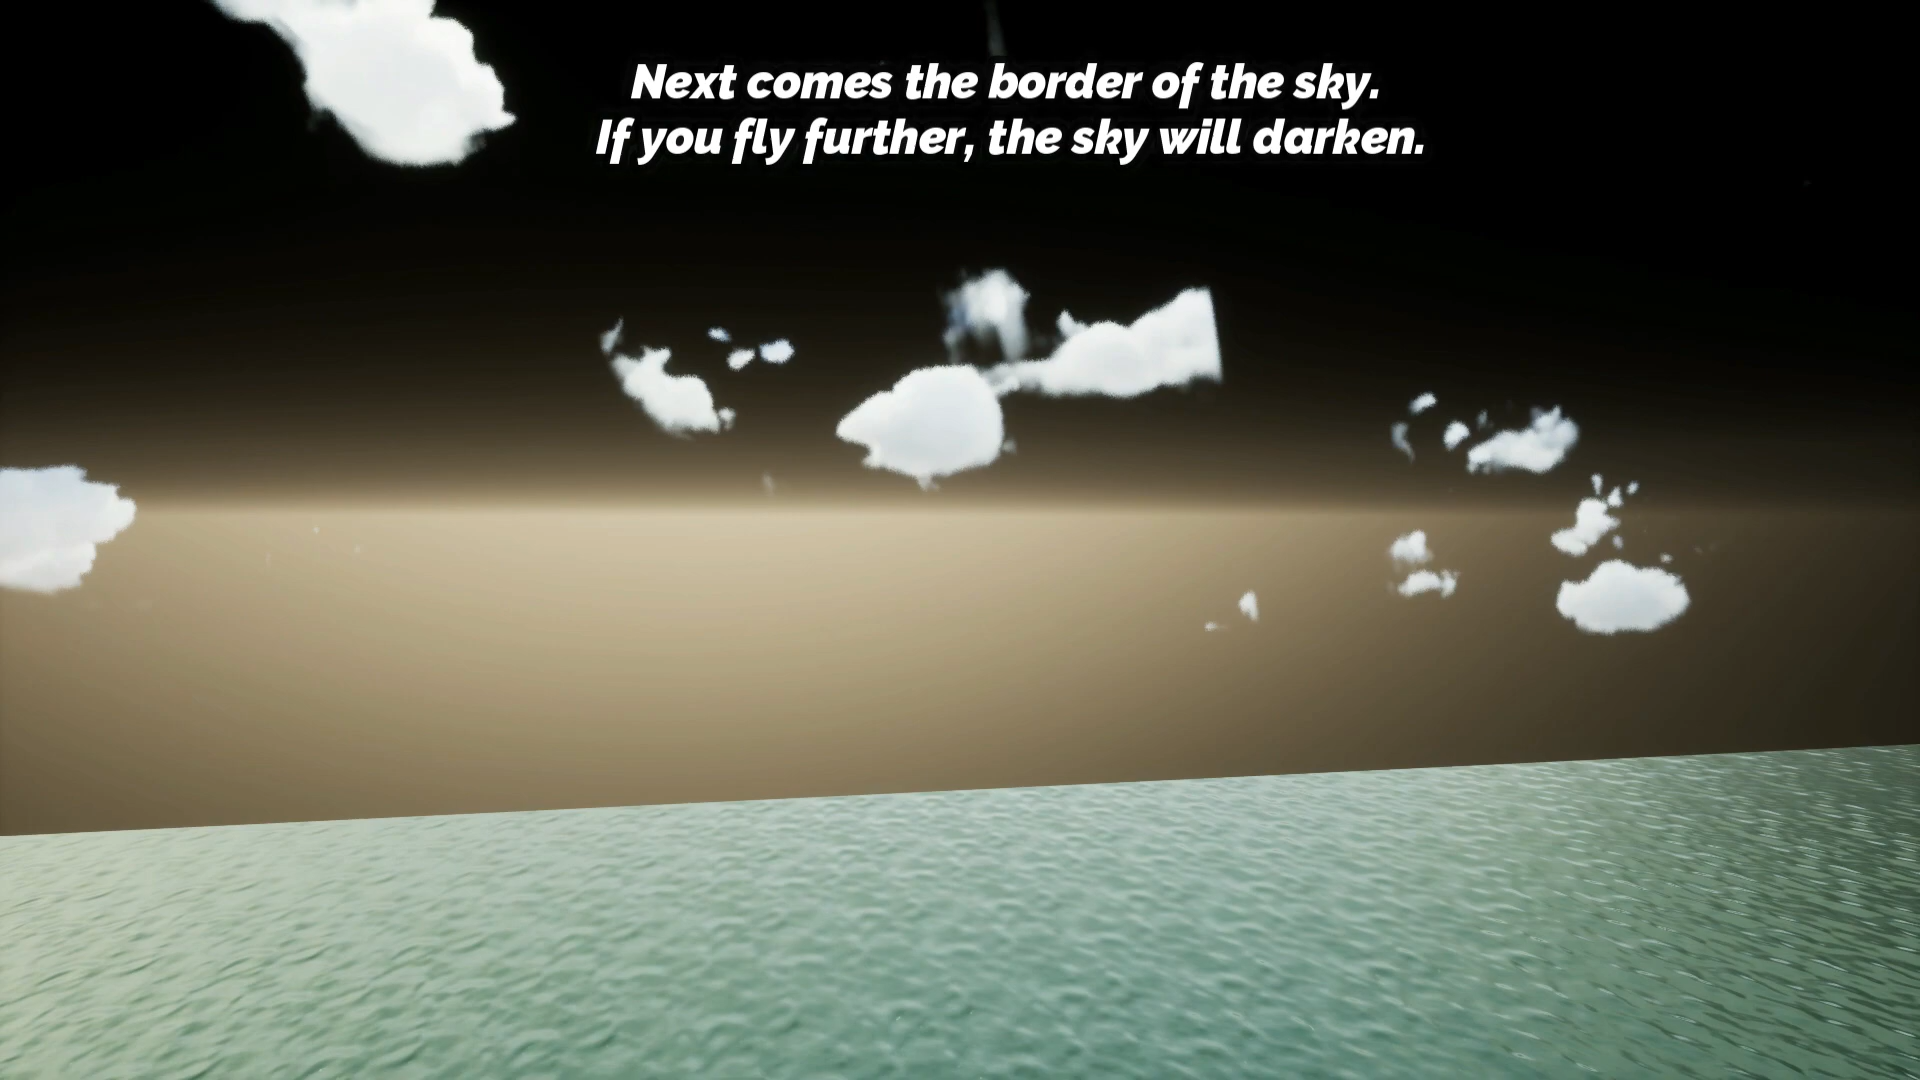 Next comes the border of the sky.
If you fly further, the sky will darken.